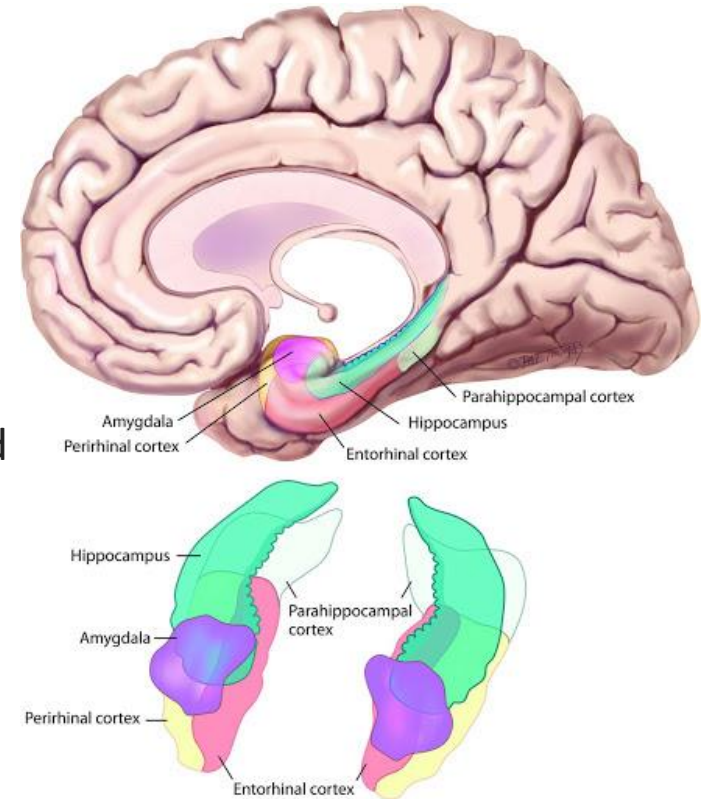 Parahippocampal cortex
Amygdala
Hippocampus
Perirhinal cortex
Entorhinal cortex
d
Hippocampus
Parahippocampal
cortex
Amygdala
Perirhinal cortex
Entorhinal cortex